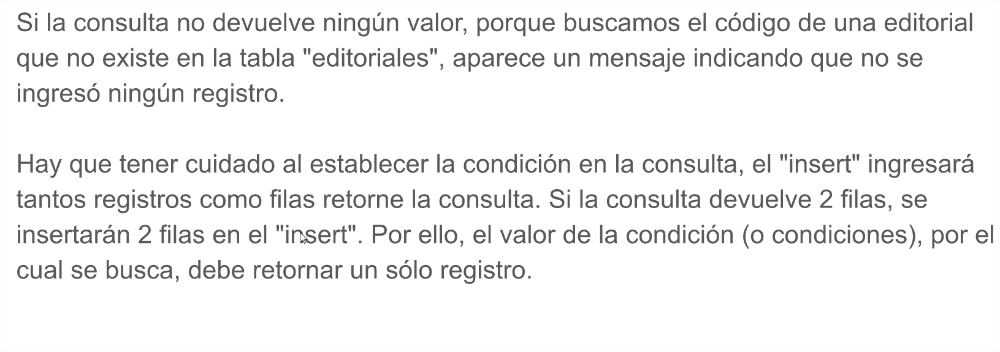 Si la consulta no devuelve ningún valor, porque buscamos el código de una editorial
que no existe en la tabla "editoriales", aparece un mensaje indicando que no se
ingresó ningún registro.
Hay que tener cuidado al establecer la condición en la consulta, el "insert" ingresará
tantos registros como filas retorne la consulta. Si la consulta devuelve 2 filas, se
insertarán 2 filas en el "insert". Por ello, el valor de la condición (o condiciones), por el
cual se busca, debe retornar un sólo registro.